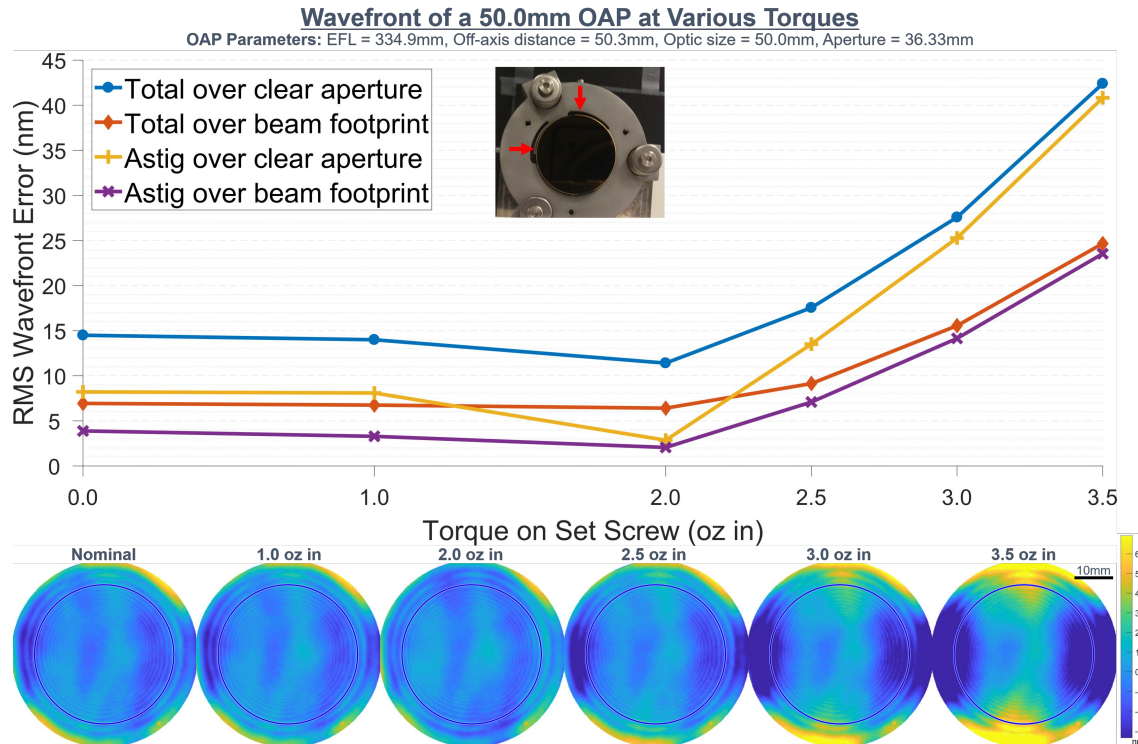 Wavefront of a 50.0mm OAP at Various Torques
OAP Parameters: EFL = 334.9mm, Off-axis distance = 50.3mm, Optic size = 50.0mm, Aperture = 36.33mm
RMS Wavefront Error (nm)
45
40
35
30
25
20
15
10
5
0
Total over clear aperture
Total over beam footprint
Astig over clear aperture
Astig over beam footprint
0.0 1.0 2.0 2.5 3.0 3.5
Torque on Set Screw (oz in)
Nominal 1.0 oz in 2.0 oz in 2.5 oz in 3.0 oz in 3.5 oz in
10mm